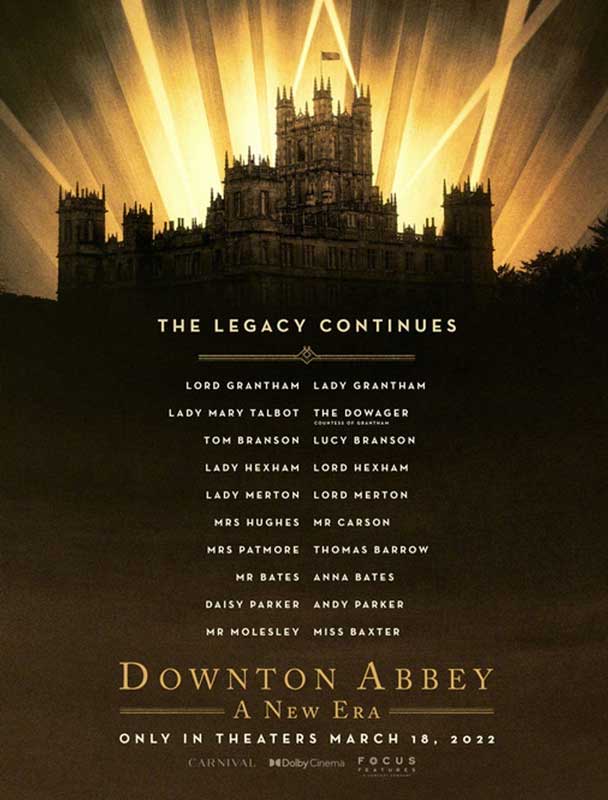 THE LEGACY CONTINUES
LORD GRANTHAM LADY GRANTHAM
LADY MARY TALBOT THE DOWAGER
COUNTESS OF GRANTHAM
TOM BRANSON LUCY BRANSON
LADY HEXHAM LORD HEXHAM
LADY MERTON LORD MERTON
MRS HUGHES MR CARSON
MRS PATMORE THOMAS BARROW
MR BATES ANNA BATES
DAISY PARKER ANDY PARKER
MR MOLESLEY MISS BAXTER
DOWNTON ABBEY
A NEW ERA
ONLY IN THEATERS MARCH 18, 2022
CARNIVAL Dolby Cinema FOCUS
FEATURES
A COMCAST COMPANY